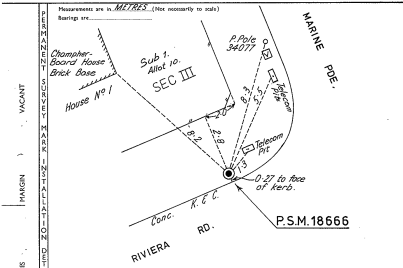 Measurements are in METRES (Not necessarily to scale)
Bearings are
PERMANENT SURVEY MARK INSTALLATION DET
VACANT
MARGIN
Champher-
Board House
Brick Base
House No 1
Sub 1.
Allot 10.
SEC III
P.Pole
34077
MARINE PDE.
Telecom
Pits
8·3
5·5
2·0
8·2
2·8
Telecom
Pit
1·3
0·27 to face
of kerb.
Conc. K. & C.
P.S.M. 18666
RIVIERA RD.